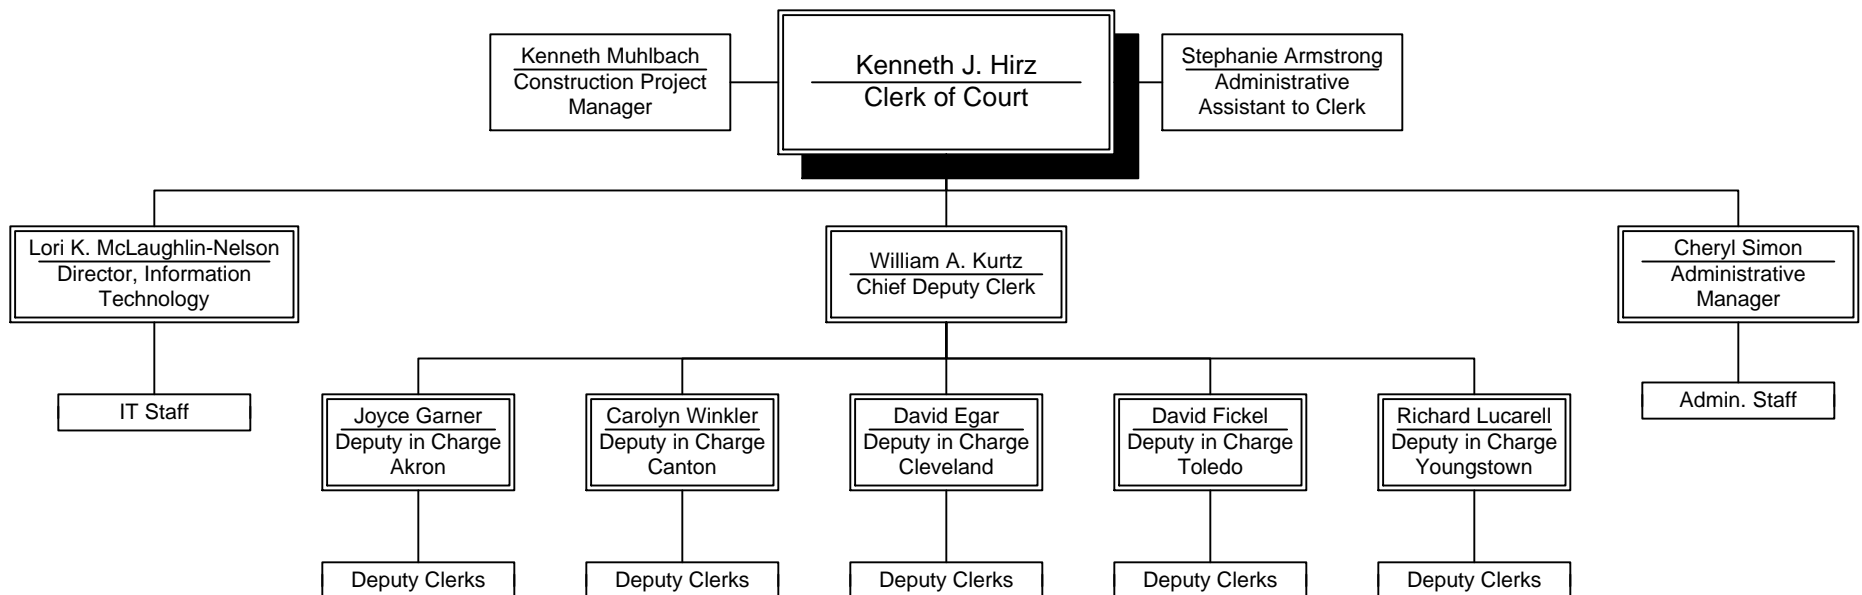 Kenneth Muhlbach
Construction Project
Manager
Kenneth J. Hirz
Clerk of Court
Stephanie Armstrong
Administrative
Assistant to Clerk
Lori K. McLaughlin-Nelson
Director, Information
Technology
William A. Kurtz
Chief Deputy Clerk
Cheryl Simon
Administrative
Manager
IT Staff
Joyce Garner
Deputy in Charge
Akron
Carolyn Winkler
Deputy in Charge
Canton
David Egar
Deputy in Charge
Cleveland
David Fickel
Deputy in Charge
Toledo
Richard Lucarell
Deputy in Charge
Youngstown
Admin. Staff
Deputy Clerks
Deputy Clerks
Deputy Clerks
Deputy Clerks
Deputy Clerks